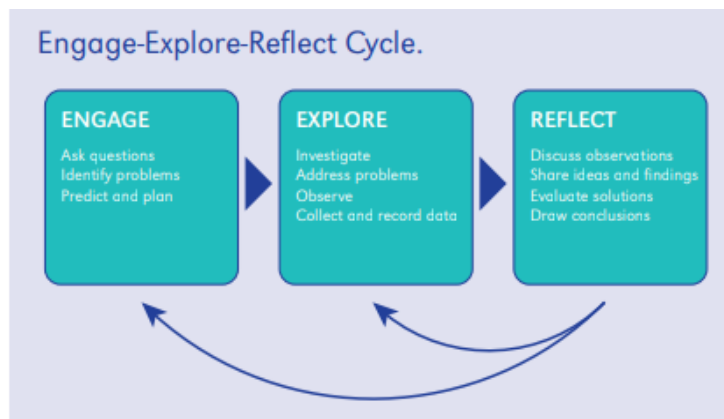 Engage-Explore-Reflect Cycle.
ENGAGE
Ask questions
Identify problems
Predict and plan
EXPLORE
Investigate
Address problems
Observe
Collect and record data
REFLECT
Discuss observations
Share ideas and findings
Evaluate solutions
Draw conclusions